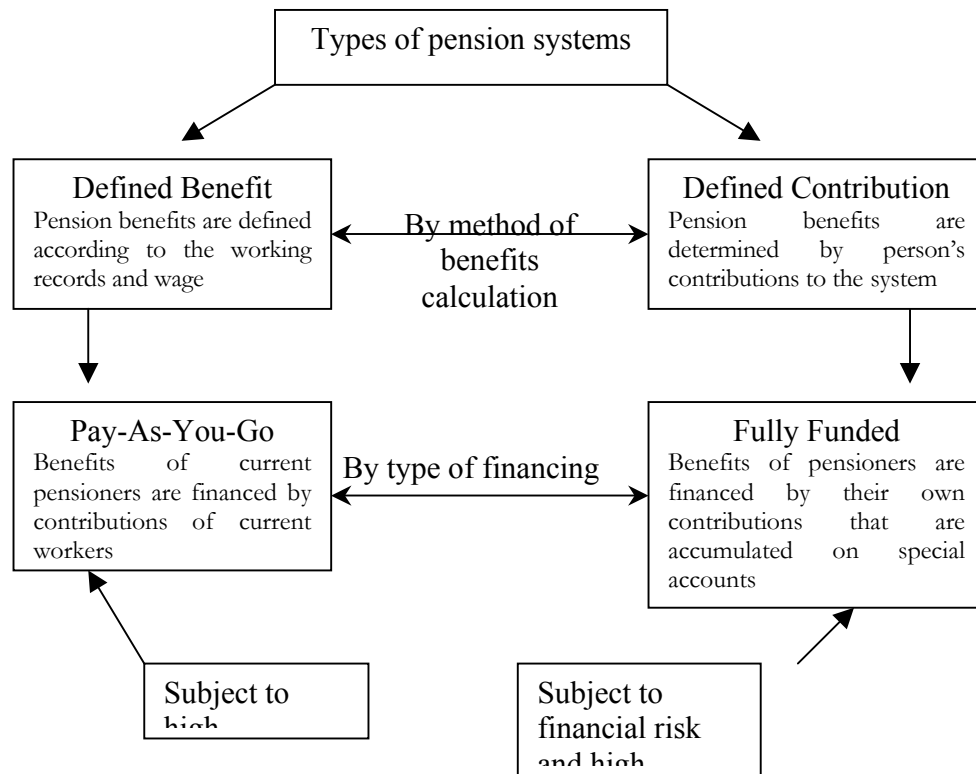 Types of pension systems
Defined Benefit
Pension benefits are defined
according to the working
records and wage
By method of
benefits
calculation
Defined Contribution
Pension benefits are
determined by person's
contributions to the system
Pay-As-You-Go
Benefits of current
pensioners are financed by
contributions of current
workers
By type of financing
Fully Funded
Benefits of pensioners are
financed by their own
contributions that are
accumulated on special
accounts
Subject to
high
Subject to
financial risk
and high